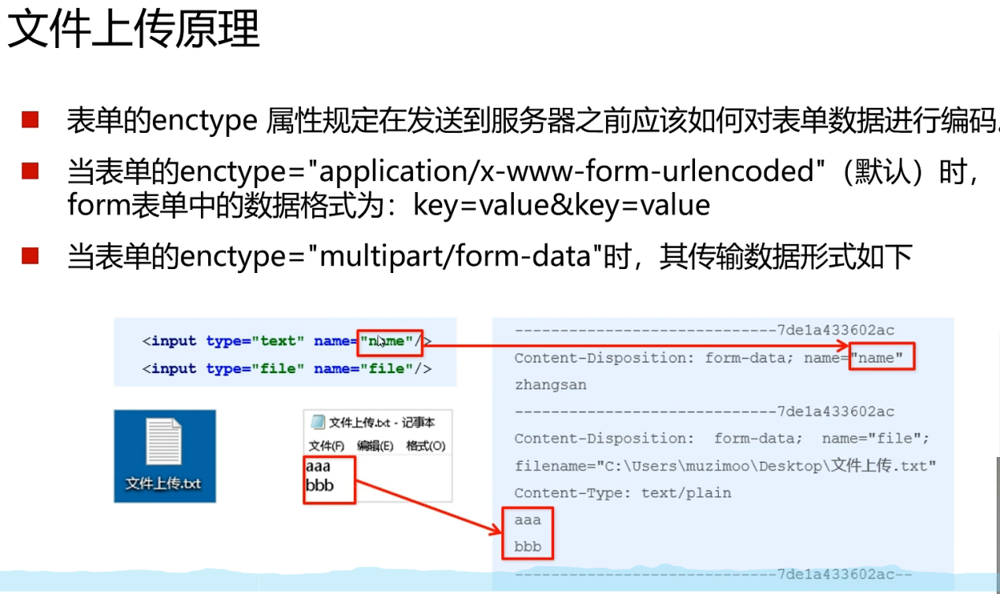 文件上传原理
表单的enctype 属性规定在发送到服务器之前应该如何对表单数据进行编码。
当表单的enctype="application/x-www-form-urlencoded"（默认）时，
form表单中的数据格式为：key=value&key=value
当表单的enctype="multipart/form-data"时，其传输数据形式如下
<input type="text" name="name"/>
<input type="file" name="file"/>
文件上传.txt
文件上传.txt - 记事本
文件(F) 编辑(E) 格式(O)
aaa
bbb
-----------------------------7de1a433602ac
Content-Disposition: form-data; name="name"
zhangsan
-----------------------------7de1a433602ac
Content-Disposition: form-data; name="file";
filename="C:\Users\muzimoo\Desktop\文件上传.txt"
Content-Type: text/plain
aaa
bbb
-----------------------------7de1a433602ac--